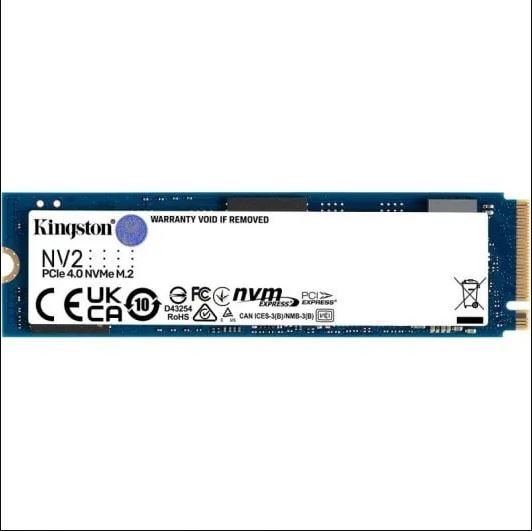 Kingston
WARRANTY VOID IF REMOVED
NV2
PCIe 4.0 NVMe M.2
CE UK CA 10 FC nvm EXPRESS PCI EXPRESS
D43254
RoHS
CAN ICES-3(B)/NMB-3(B)